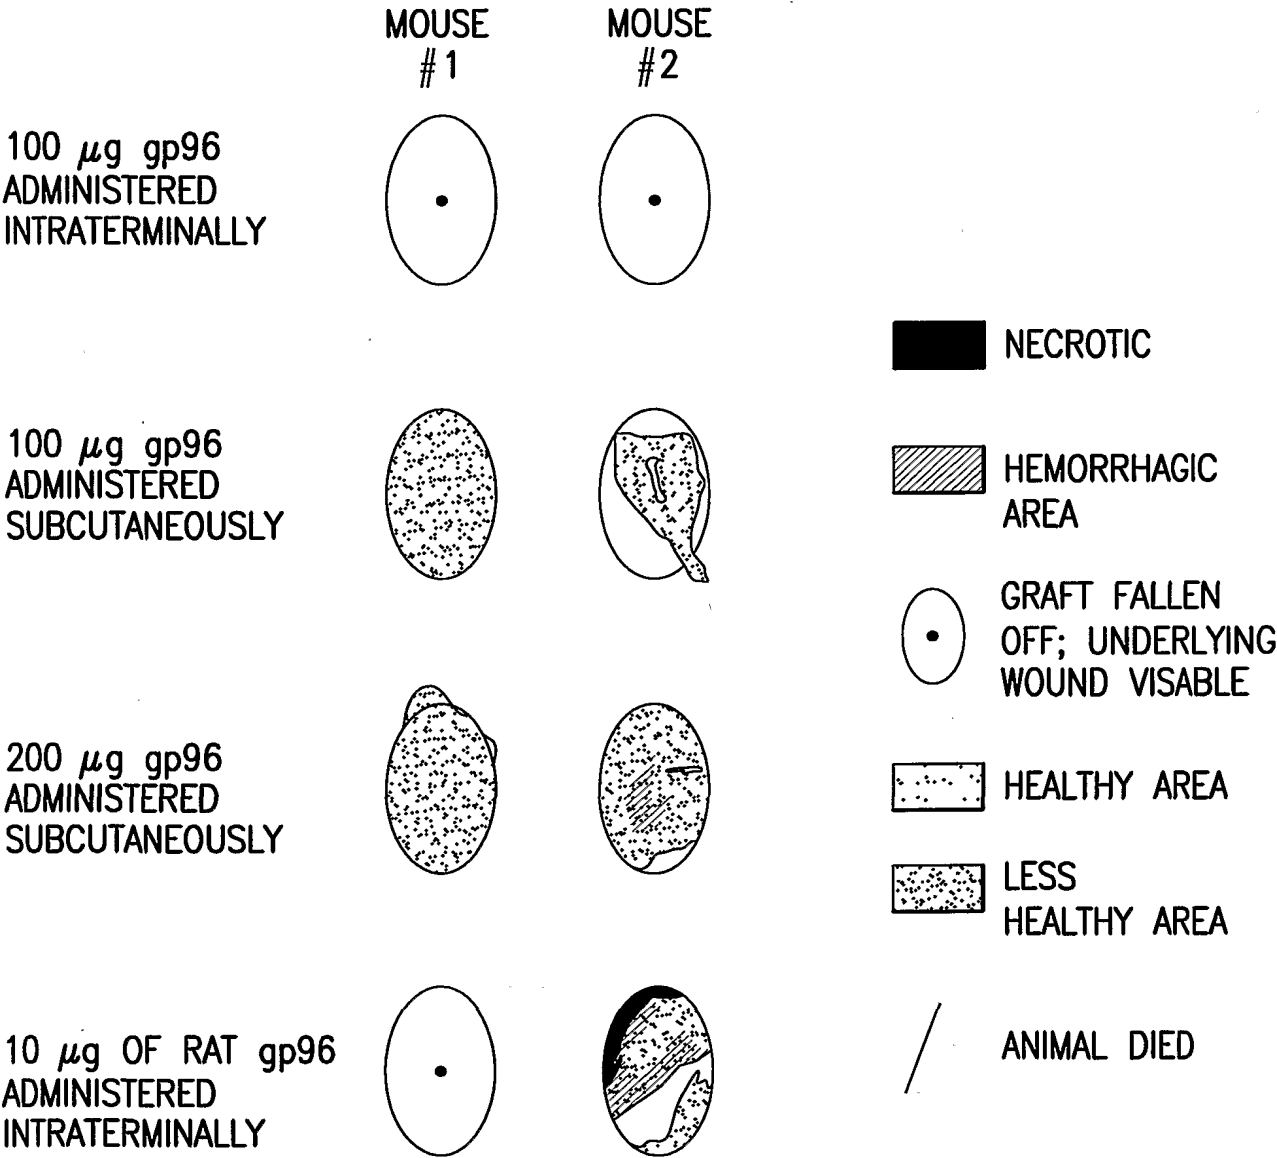 MOUSE
#1
MOUSE
#2
100 μg gp96
ADMINISTERED
INTRATERMINALLY
100 μg gp96
ADMINISTERED
SUBCUTANEOUSLY
200 μg gp96
ADMINISTERED
SUBCUTANEOUSLY
10 μg OF RAT gp96
ADMINISTERED
INTRATERMINALLY
NECROTIC
HEMORRHAGIC
AREA
GRAFT FALLEN
OFF; UNDERLYING
WOUND VISABLE
HEALTHY AREA
LESS
HEALTHY AREA
ANIMAL DIED